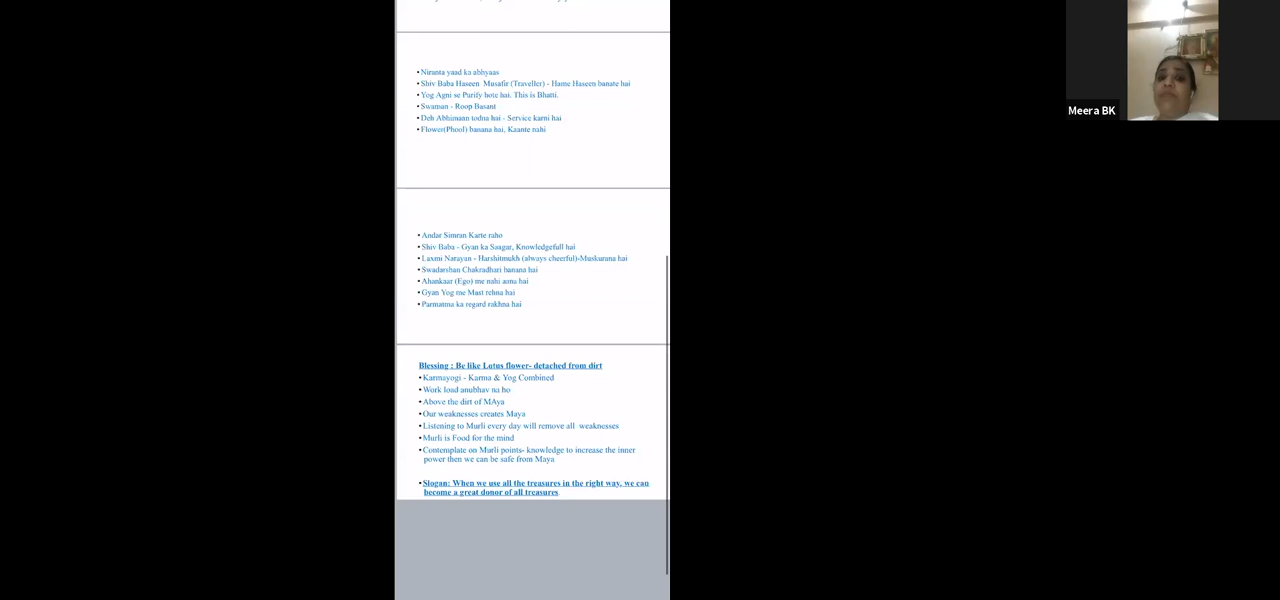 •Niranta yaad ka abhyaas
•Shiv Baba Haseen Musafir (Traveller) - Hame Haseen banate hai
•Yog Agni se Purify hote hai. This is Bhatti.
•Swaman - Roop Basant
•Deh Abhimann todna hai - Service karni hai
•Flower(Phool) banana hai, Kaante nahi
•Andar Simran Karte raho
•Shiv Baba - Gyan ka Saagar, Knowledgefull hai
•Laxmi Narayan - Harshitmukh (always cheerful)-Muskurana hai
•Swadarshan Chakradhari banana hai
•Ahankaar (Ego) me nahi aana hai
•Gyan Yog me Mast rehna hai
•Parmatma ka regard rakhna hai
Blessing : Be like Lotus flower- detached from dirt
•Karmayogi - Karma & Yog Combined
•Work load anubhav na ho
•Above the dirt of MAya
•Our weaknesses creates Maya
•Listening to Murli every day will remove all weaknesses
•Murli is Food for the mind
•Contemplate on Murli points- knowledge to increase the inner
power then we can be safe from Maya
•Slogan: When we use all the treasures in the right way, we can
become a great donor of all treasures.
Meera BK